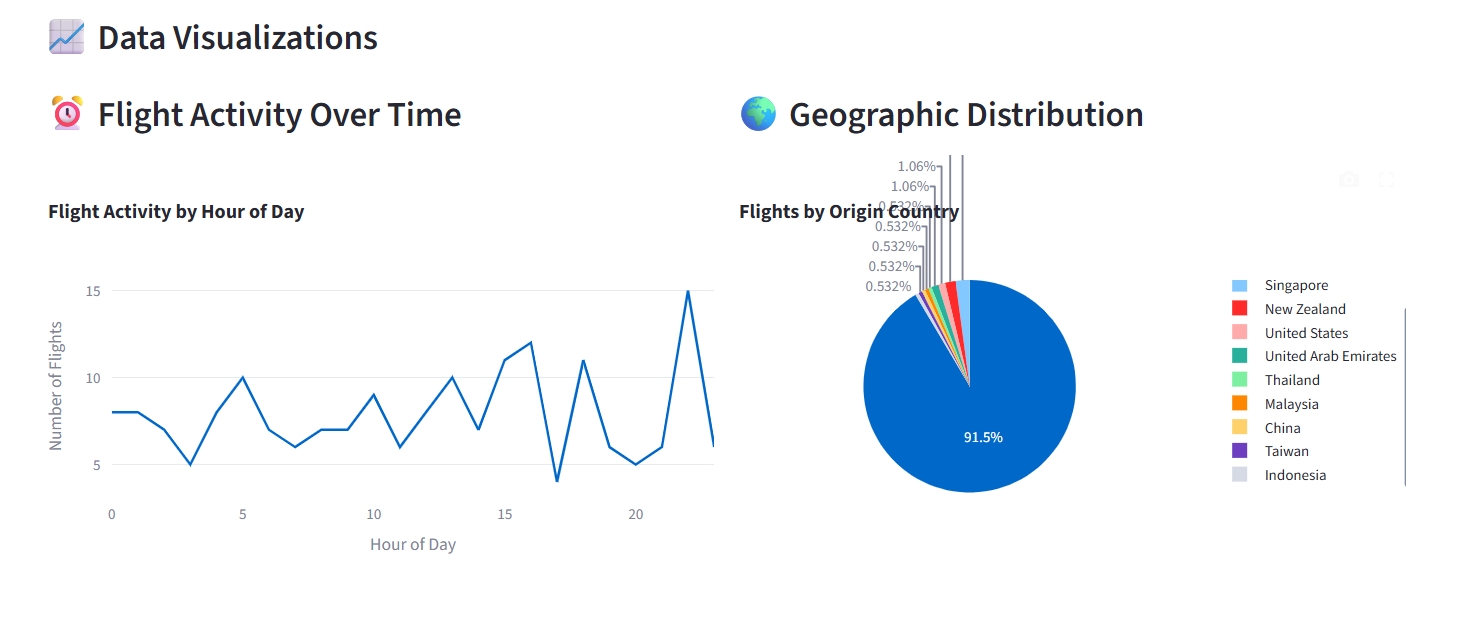 Data Visualizations
Flight Activity Over Time
Flight Activity by Hour of Day
Number of Flights
15
10
5
0
5
10
15
20
Hour of Day
Geographic Distribution
1.06%
1.06%
Flights by Origin Country
0.532%
0.532%
0.532%
0.532%
0.532%
91.5%
Singapore
New Zealand
United States
United Arab Emirates
Thailand
Malaysia
China
Taiwan
Indonesia